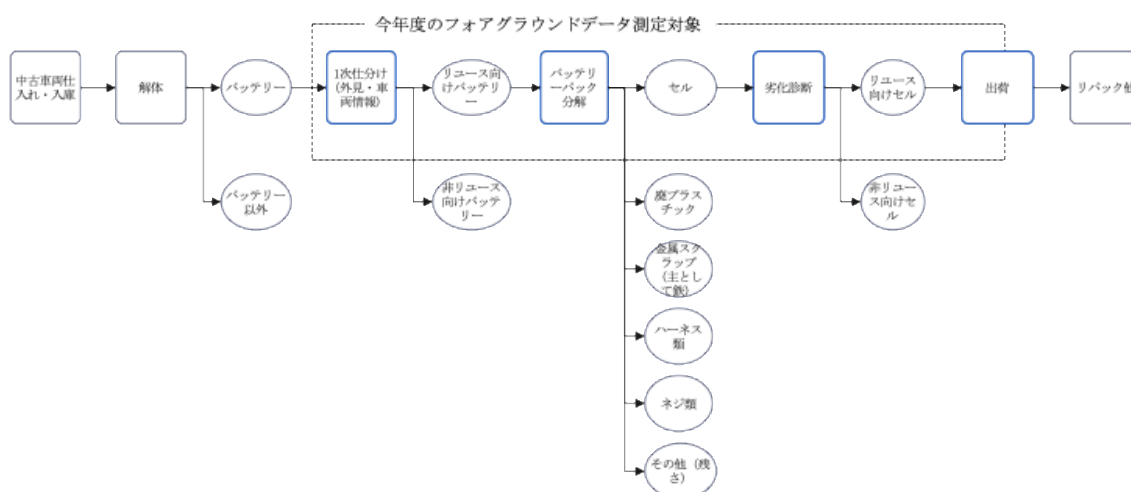 今年度のフォアグラウンドデータ測定対象
中古車両仕
入れ・入庫
解体
バッテリー
1次仕分け
(外見・車
両情報)
リユース向
けバッテリ
ー
バッテリ
ーパック
分解
セル
劣化診断
リユース
向けセル
出荷
リパック他
バッテリー
以外
非リユース
向けバッテ
リー
廃プラス
チック
非リユー
ス向けセ
ル
金属スク
ラップ
(主とし
て鉄)
ハーネス
類
ネジ類
その他(残
さ)